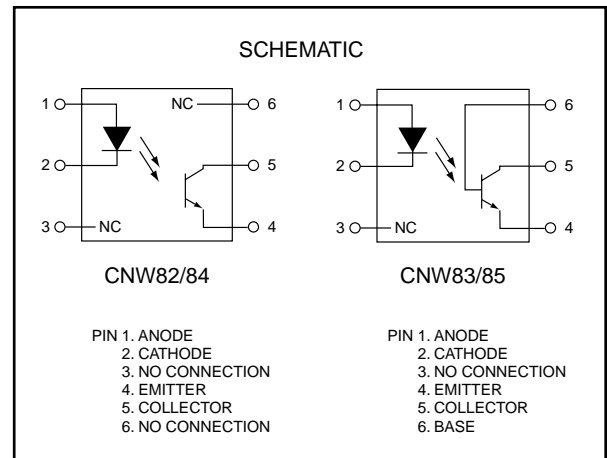 SCHEMATIC
1
2
3
NC
NC
6
5
4
CNW82/84
PIN 1. ANODE
2. CATHODE
3. NO CONNECTION
4. EMITTER
5. COLLECTOR
6. NO CONNECTION
1
2
3
NC
6
5
4
CNW83/85
PIN 1. ANODE
2. CATHODE
3. NO CONNECTION
4. EMITTER
5. COLLECTOR
6. BASE